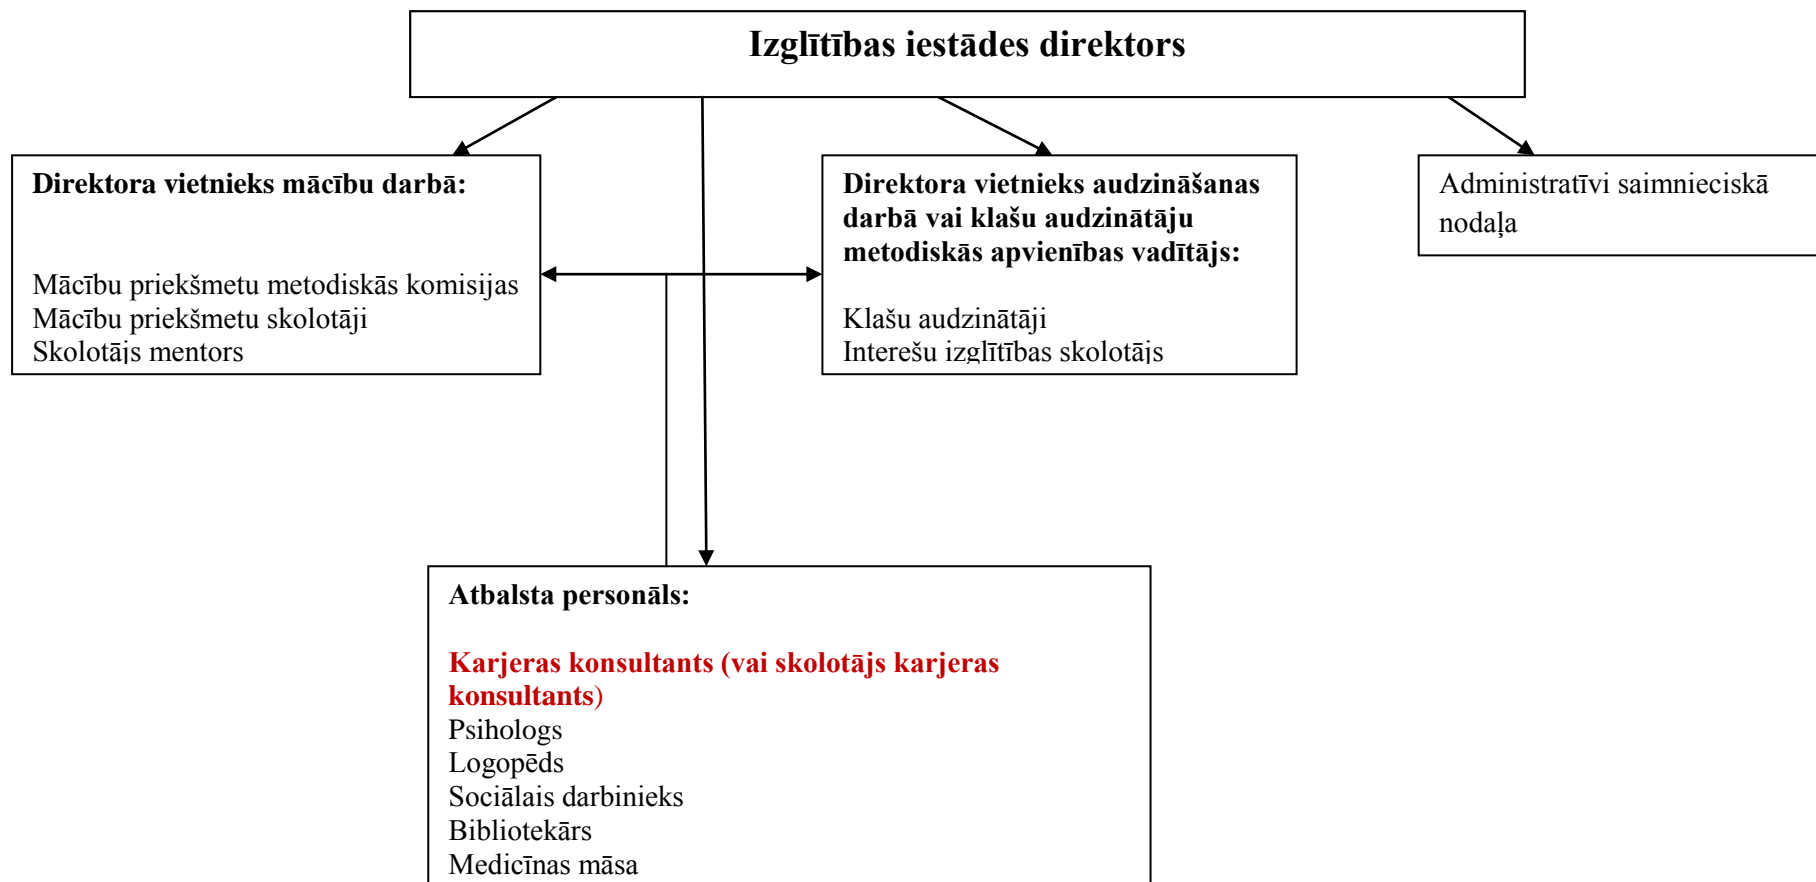 Izglītības iestādes direktors
Direktora vietnieks mācību darbā:
Mācību priekšmetu metodiskās komisijas
Mācību priekšmetu skolotāji
Skolotājs mentors
Direktora vietnieks audzināšanas
darbā vai klašu audzinātāju
metodiskās apvienības vadītājs:
Klašu audzinātāji
Interešu izglītības skolotājs
Administratīvi saimnieciskā
nodaļa
Atbalsta personāls:
Karjeras konsultants (vai skolotājs karjeras
konsultants)
Psihologs
Logopēds
Sociālais darbinieks
Bibliotekārs
Medicīnas māsa